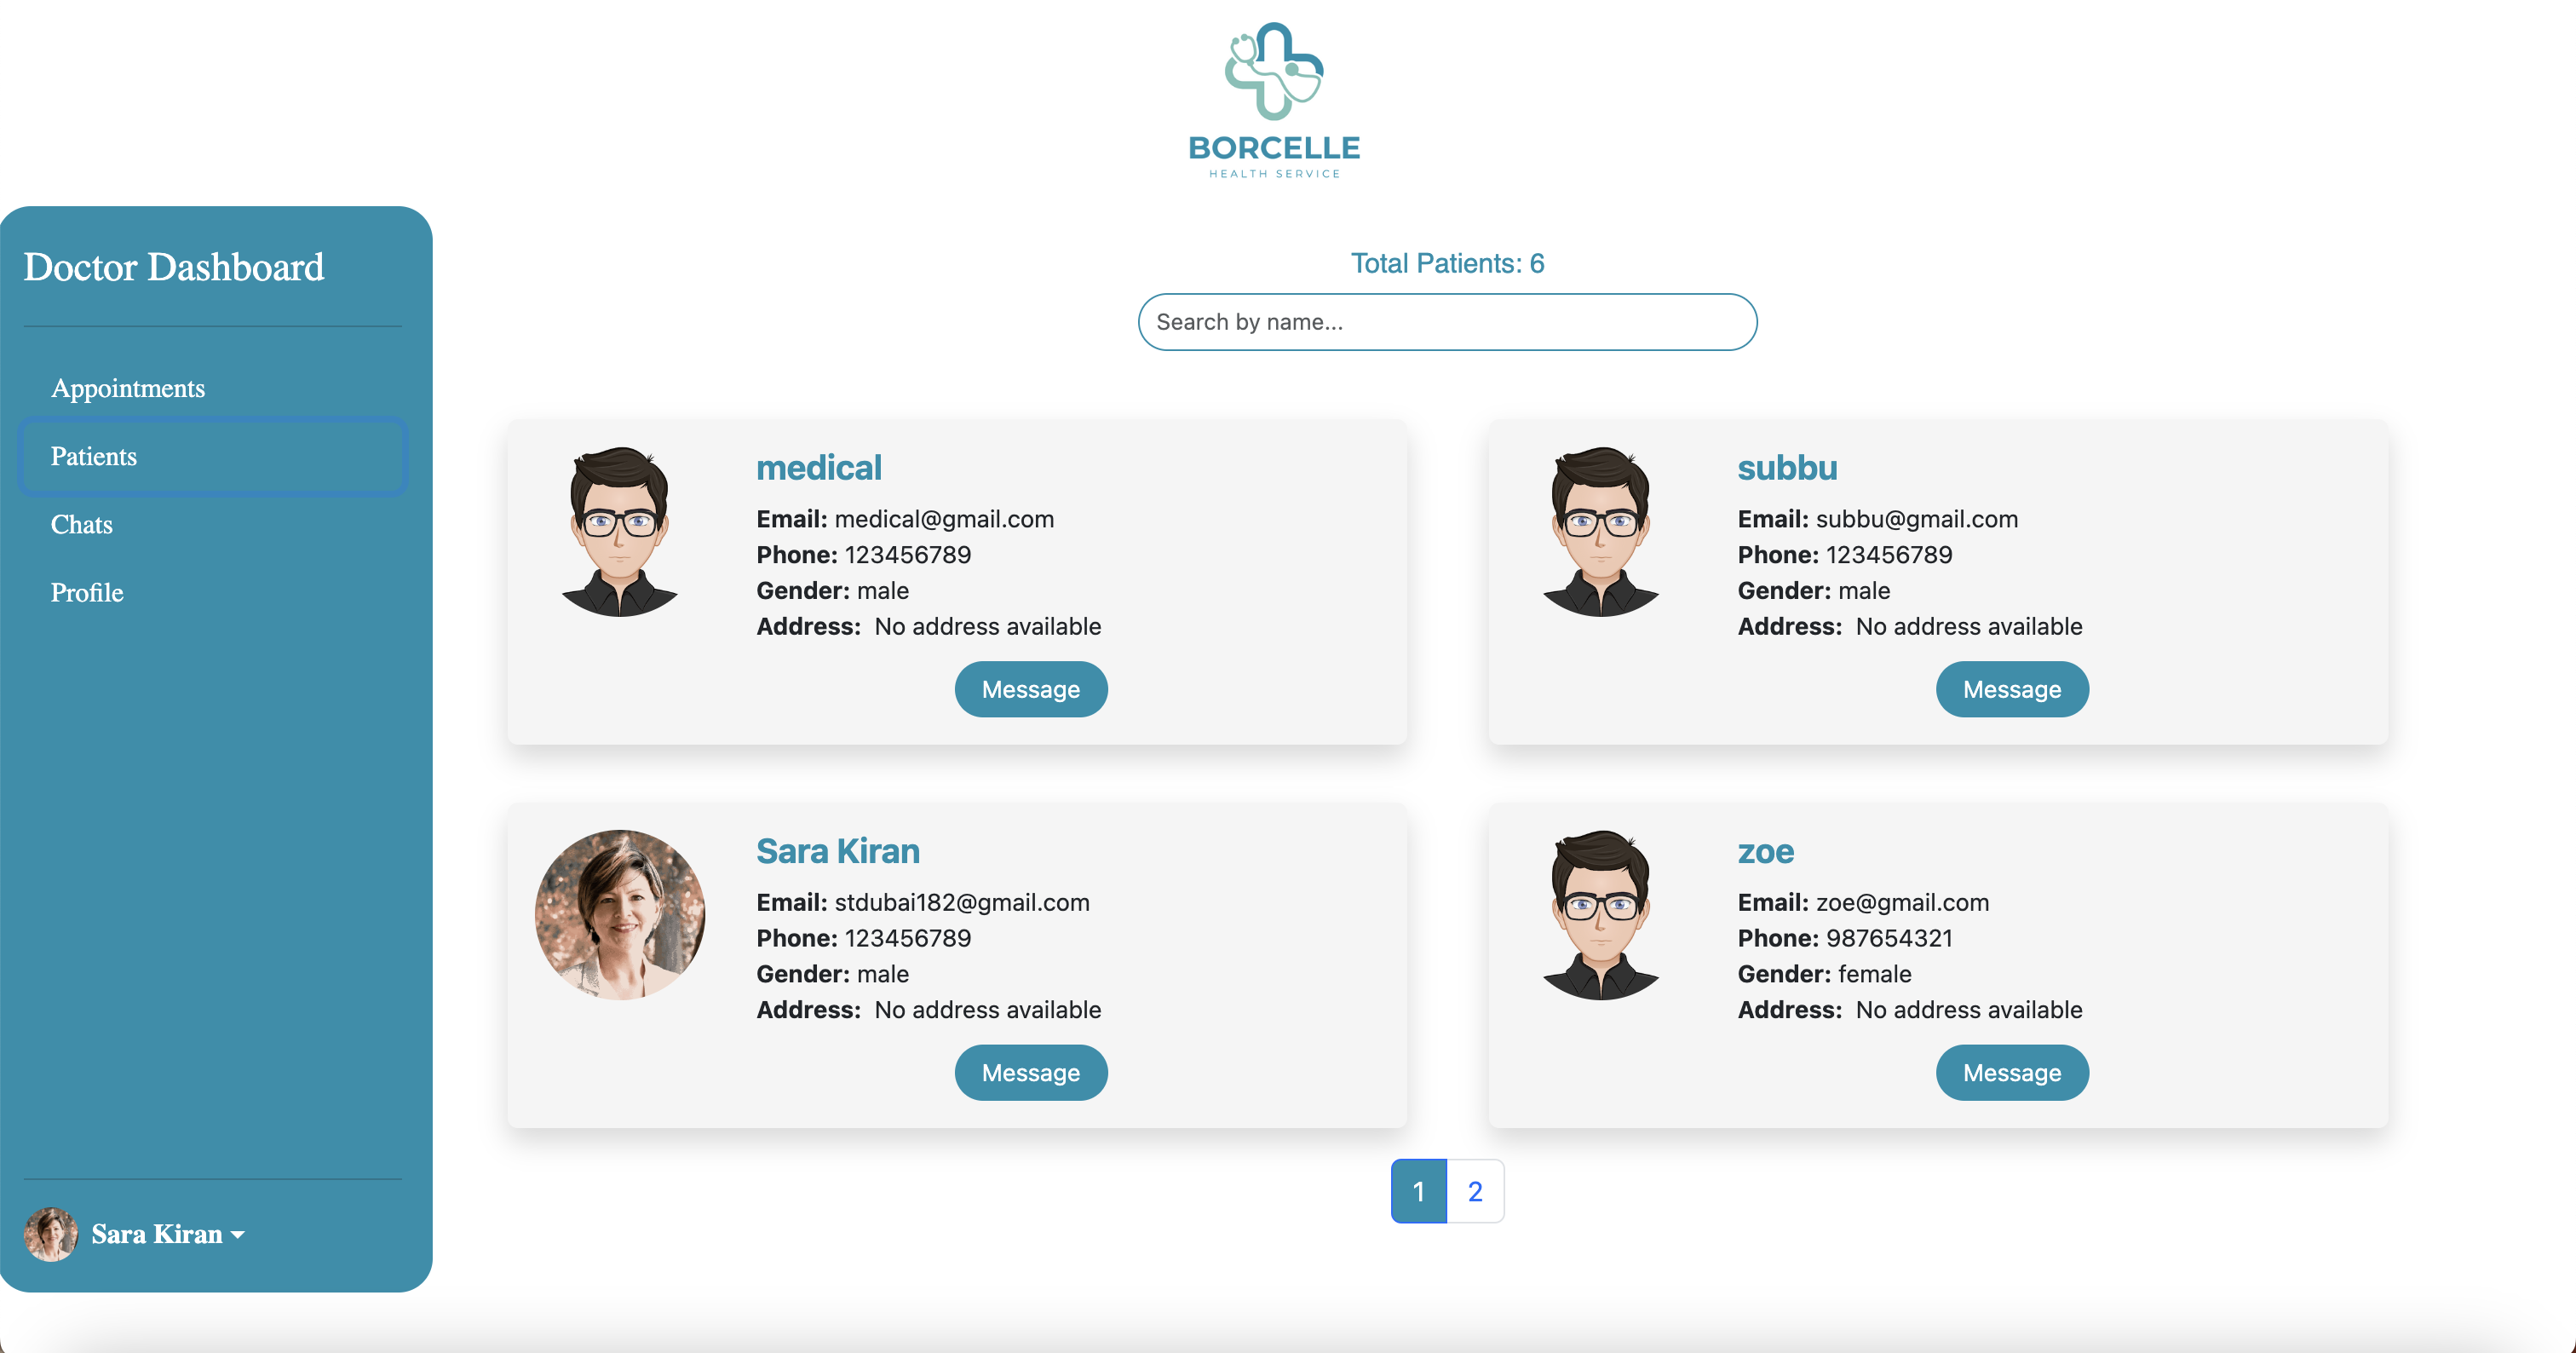 BORCELLE
HEALTH SERVICE
Doctor Dashboard
Appointments
Patients
Chats
Profile
Sara Kiran
Total Patients: 6
Search by name...
medical
Email: medical@gmail.com
Phone: 123456789
Gender: male
Address: No address available
Message
subbu
Email: subbu@gmail.com
Phone: 123456789
Gender: male
Address: No address available
Message
Sara Kiran
Email: stdubai182@gmail.com
Phone: 123456789
Gender: male
Address: No address available
Message
zoe
Email: zoe@gmail.com
Phone: 987654321
Gender: female
Address: No address available
Message
1 2